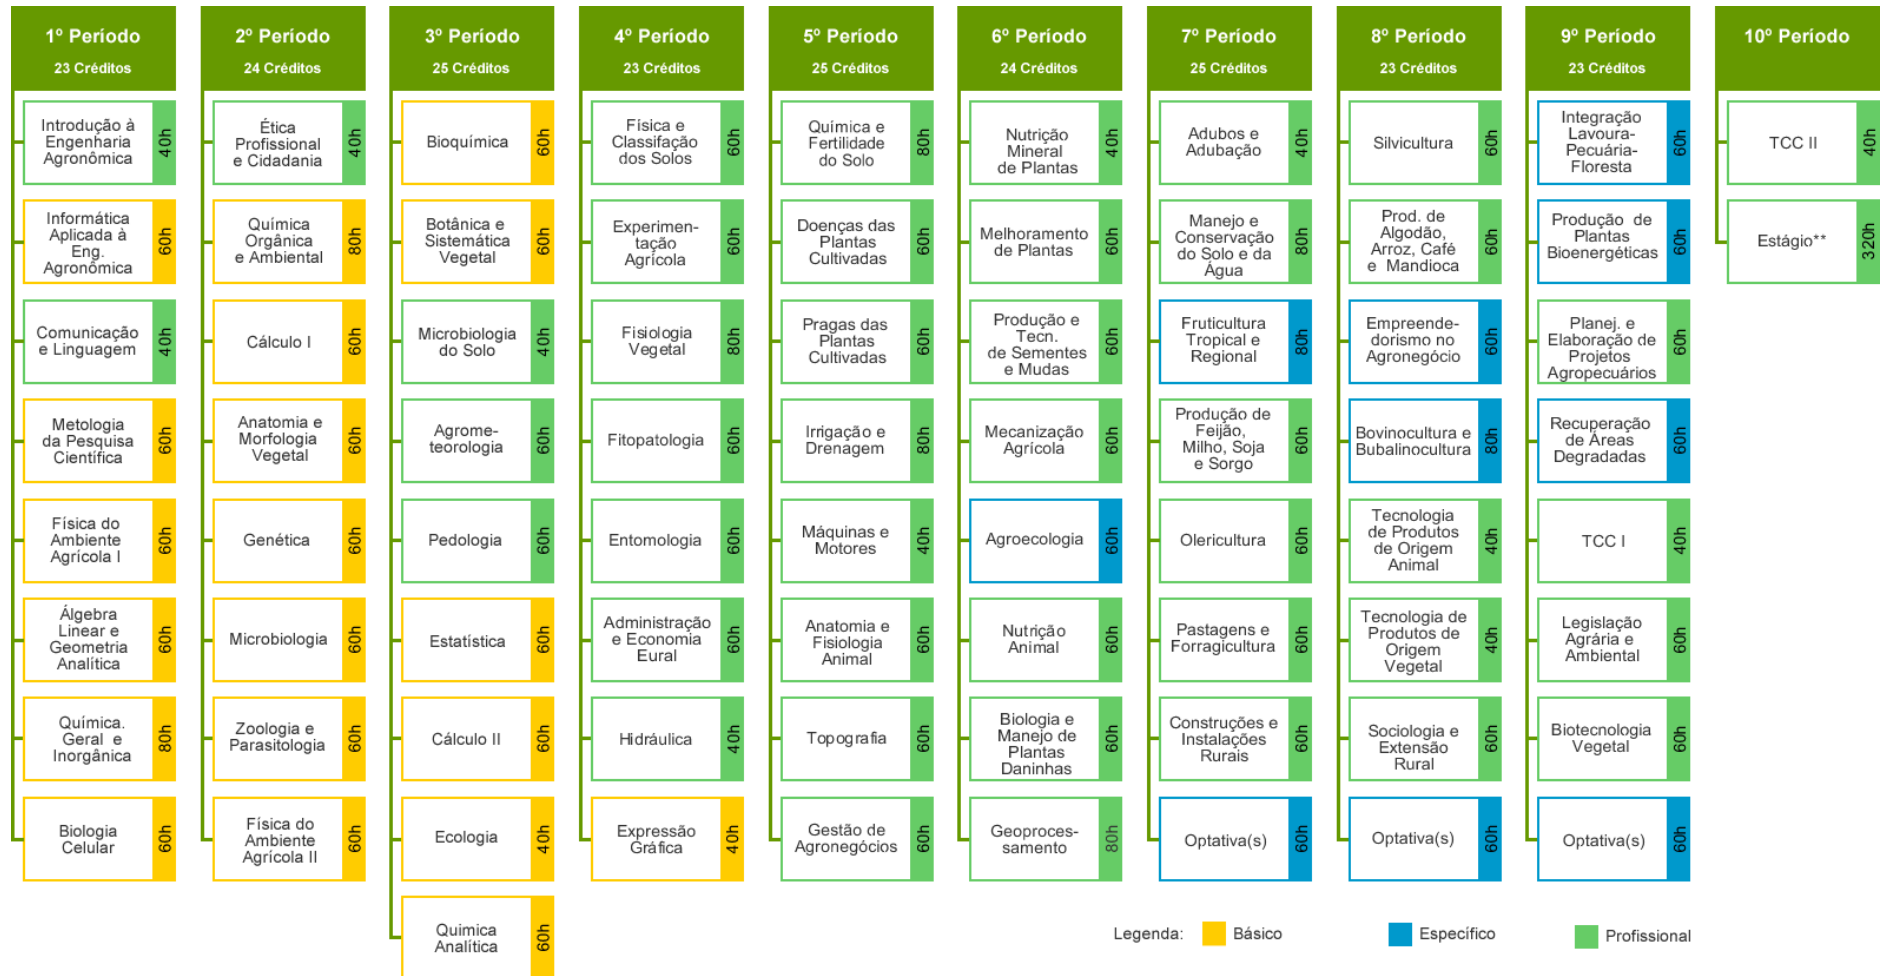 1º Período
23 Créditos
Introdução à
Engenharia
Agronômica
40h
Informática
Aplicada à
Eng.
Agronômica
60h
Comunicação
e Linguagem
40h
Metologia
da Pesquisa
Científica
60h
Física do
Ambiente
Agrícola I
60h
Álgebra
Linear e
Geometria
Analítica
60h
Química.
Geral e
Inorgânica
80h
Biologia
Celular
60h
2º Período
24 Créditos
Ética
Profissional
e Cidadania
40h
Química
Orgânica
e Ambiental
80h
Cálculo I
60h
Anatomia e
Morfologia
Vegetal
60h
Genética
60h
Microbiologia
60h
Zoologia e
Parasitologia
60h
Física do
Ambiente
Agrícola II
60h
3º Período
25 Créditos
Bioquímica
60h
Botânica e
Sistemática
Vegetal
60h
Microbiologia
do Solo
40h
Agrome-
teorologia
60h
Pedologia
60h
Estatística
60h
Cálculo II
60h
Ecologia
40h
Quimica
Analítica
60h
4º Período
23 Créditos
Física e
Classifação
dos Solos
60h
Experimen-
tação
Agrícola
60h
Fisiologia
Vegetal
80h
Fitopatologia
60h
Entomologia
60h
Administração
e Economia
Eural
60h
Hidráulica
40h
Expressão
Gráfica
40h
5º Período
25 Créditos
Química e
Fertilidade
do Solo
80h
Doenças das
Plantas
Cultivadas
60h
Pragas das
Plantas
Cultivadas
60h
Irrigação e
Drenagem
80h
Máquinas e
Motores
40h
Anatomia e
Fisiologia
Animal
60h
Topografia
60h
Gestão de
Agronegócios
60h
6º Período
24 Créditos
Nutrição
Mineral
de Plantas
40h
Melhoramento
de Plantas
60h
Produção e
Tecn.
de Sementes
e Mudas
60h
Mecanização
Agrícola
60h
Agroecologia
60h
Nutrição
Animal
60h
Biologia e
Manejo de
Plantas
Daninhas
60h
Geoproces-
samento
80h
7º Período
25 Créditos
Adubos e
Adubação
40h
Manejo e
Conservação
do Solo e da
Água
80h
Fruticultura
Tropical e
Regional
80h
Produção de
Feijão,
Milho, Soja
e Sorgo
60h
Olericultura
60h
Pastagens e
Forragicultura
60h
Construções e
Instalações
Rurais
60h
Optativa(s)
60h
8º Período
23 Créditos
Silvicultura
60h
Prod. de
Algodão,
Arroz, Café
e Mandioca
60h
Empreende-
dorismo no
Agronegócio
60h
Bovinocultura e
Bubalinocultura
80h
Tecnologia
de Produtos
de Origem
Animal
40h
Tecnologia de
Produtos de
Origem
Vegetal
40h
Sociologia e
Extensão
Rural
60h
Optativa(s)
60h
9º Período
23 Créditos
Integração
Lavoura-
Pecuária-
Floresta
60h
Produção de
Plantas
Bioenergéticas
60h
Planej. e
Elaboração de
Projetos
Agropecuários
60h
Recuperação
de Áreas
Degradadas
60h
TCC I
40h
Legislação
Agrária e
Ambiental
60h
Biotecnologia
Vegetal
60h
Optativa(s)
60h
10º Período
TCC II
40h
Estágio**
320h
Legenda:
Básico
Específico
Profissional